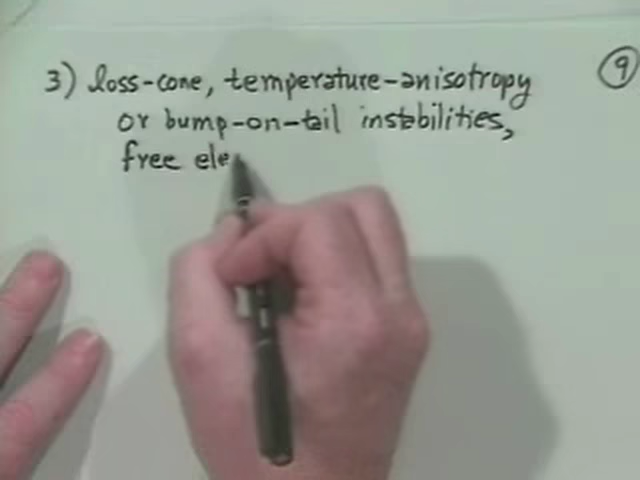 3) loss-cone, temperature-anisotropy
or bump-on-tail instabilities,
free ele
9